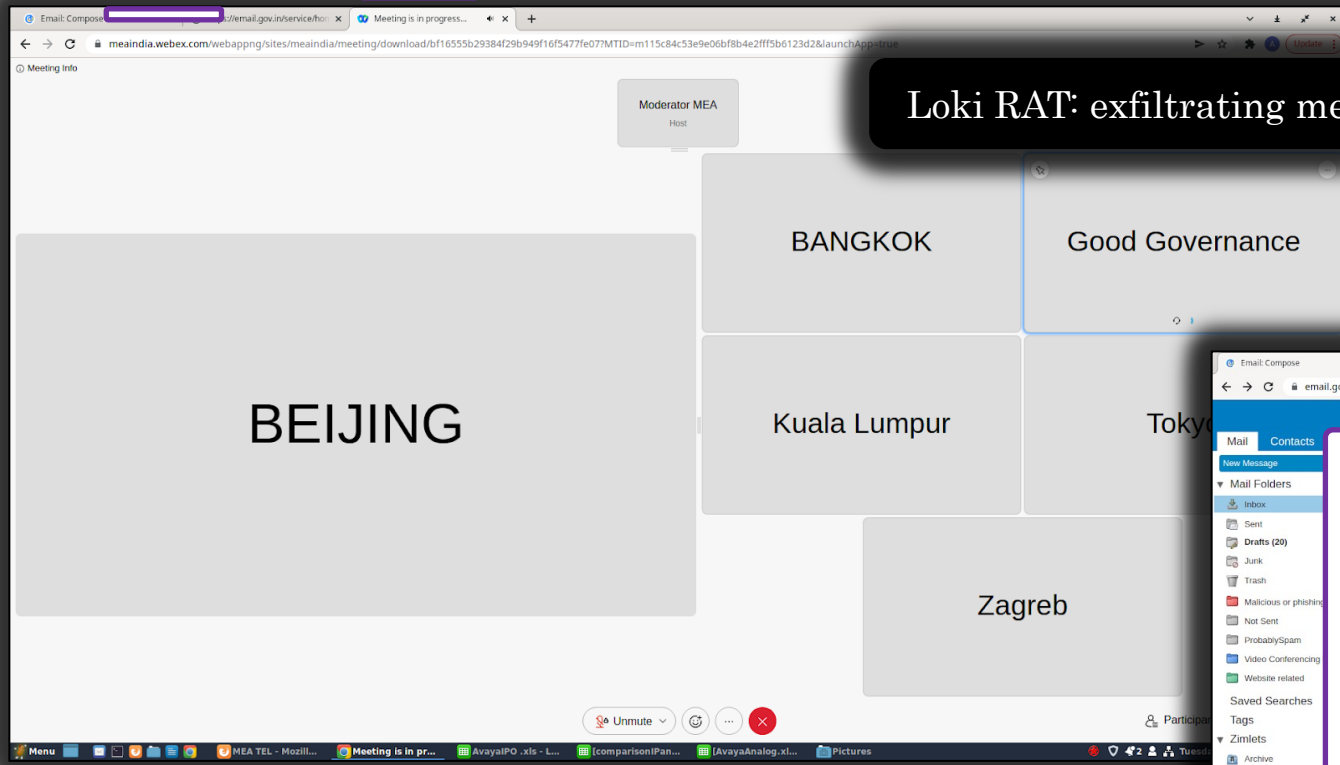 Email: Compose
s://email.gov.in/service/hon
Meeting is in progress...
meaindia.webex.com/webappng/sites/meaindia/meeting/download/bf16555b29384f29b949f16f5477fe07?MTID=m115c84c53e9e06bf8b4e2fff5b6123d2&launchApp=true
Update
Meeting Info
Moderator MEA
Host
Loki RAT: exfiltrating me
BANGKOK
Good Governance
BEIJING
Kuala Lumpur
Toky
Zagreb
Unmute
Particip
Menu
MEA TEL - Mozill...
Meeting is in pr...
AvayaIPO .xls - L...
[comparisonIPan...
[AvayaAnalog.xl...
Pictures
2
Tuesd
Email: Compose
email.go
Mail
Contacts
New Message
Mail Folders
Inbox
Sent
Drafts (20)
Junk
Trash
Malicious or phishing
Not Sent
ProbablySpam
Video Conferencing
Website related
Saved Searches
Tags
Zimlets
Archive